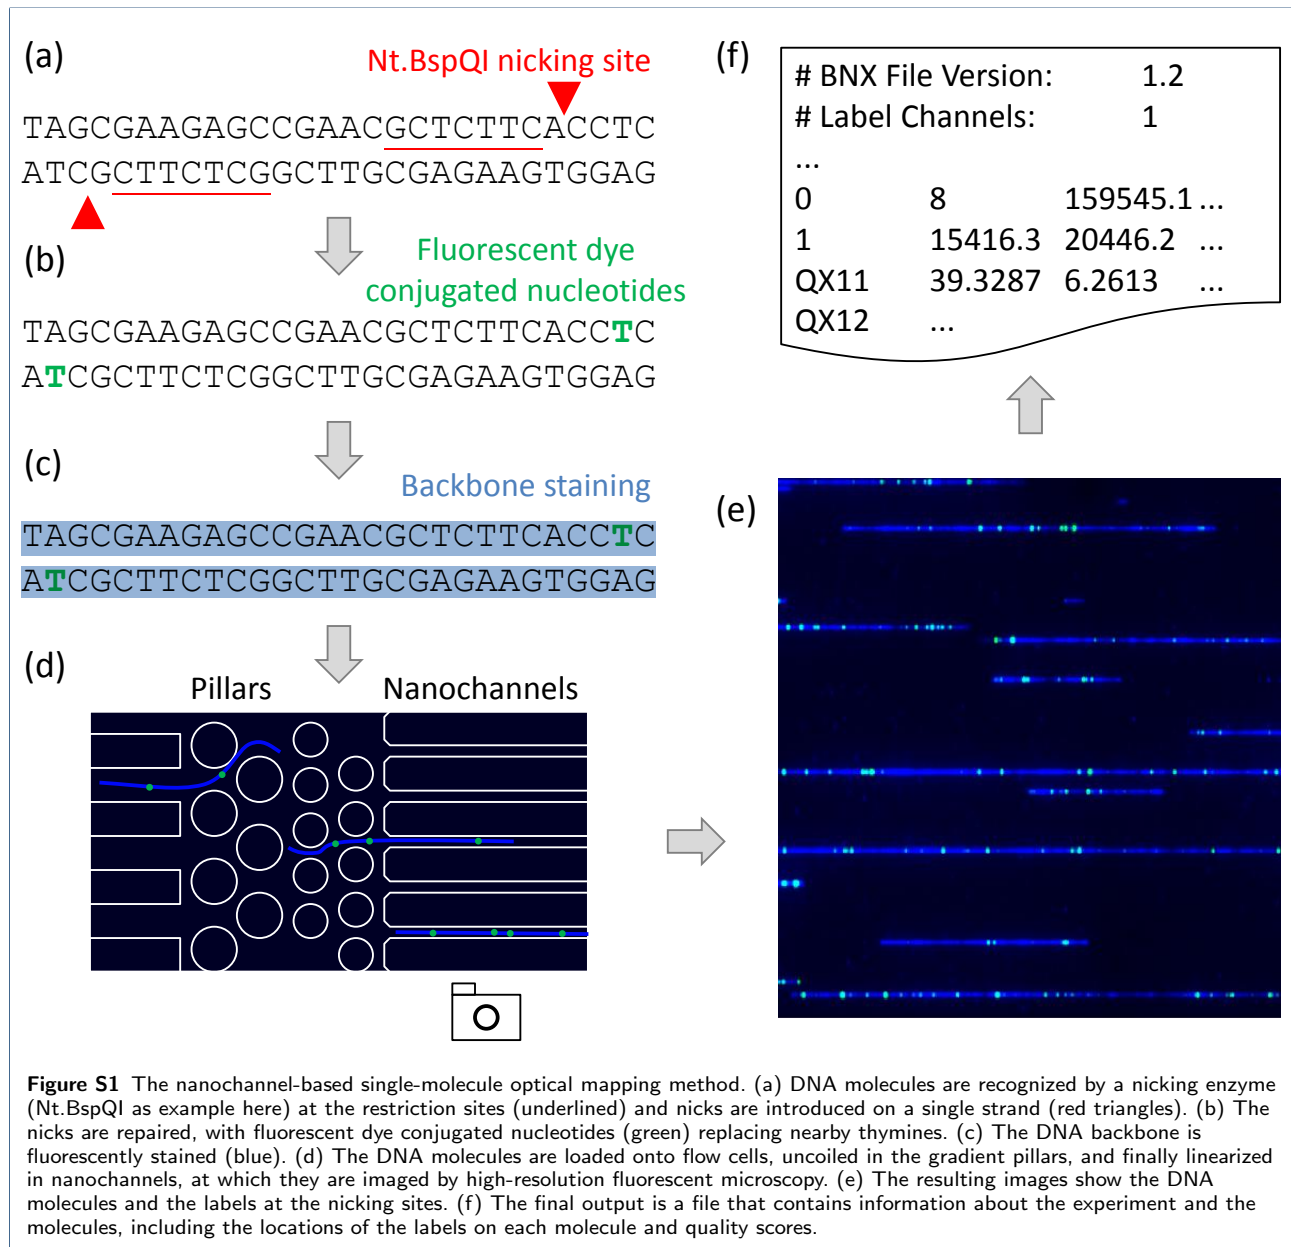 (a)
Nt.BspQI nicking site
TAGCGAAGAGCCGAACGCTCTTCACCTC
ATCGCTTCTCGGCTTGCGAGAAGTGGAG
(b)
Fluorescent dye
conjugated nucleotides
TAGCGAAGAGCCGAACGCTCTTCACCTC
ATCGCTTCTCGGCTTGCGAGAAGTGGAG
(c)
Backbone staining
TAGCGAAGAGCCGAACGCTCTTCACCTC
ATCGCTTCTCGGCTTGCGAGAAGTGGAG
(d)
Pillars Nanochannels
(e)
(f)
# BNX File Version: 1.2
# Label Channels: 1
...
0 8 159545.1 ...
1 15416.3 20446.2 ...
QX11 39.3287 6.2613 ...
QX12 ...
Figure S1 The nanochannel-based single-molecule optical mapping method. (a) DNA molecules are recognized by a nicking enzyme
(Nt.BspQI as example here) at the restriction sites (underlined) and nicks are introduced on a single strand (red triangles). (b) The
nicks are repaired, with fluorescent dye conjugated nucleotides (green) replacing nearby thymines. (c) The DNA backbone is
fluorescently stained (blue). (d) The DNA molecules are loaded onto flow cells, uncoiled in the gradient pillars, and finally linearized
in nanochannels, at which they are imaged by high-resolution fluorescent microscopy. (e) The resulting images show the DNA
molecules and the labels at the nicking sites. (f) The final output is a file that contains information about the experiment and the
molecules, including the locations of the labels on each molecule and quality scores.